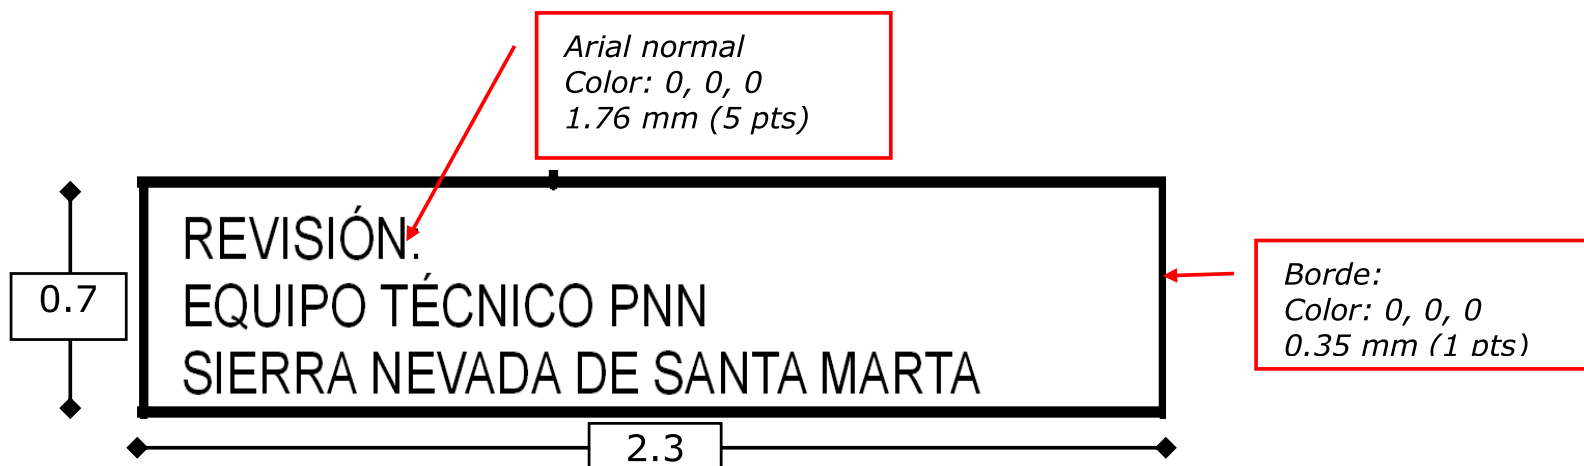 Arial normal
Color: 0, 0, 0
1.76 mm (5 pts)
REVISIÓN:
EQUIPO TÉCNICO PNN
SIERRA NEVADA DE SANTA MARTA
0.7
2.3
Borde:
Color: 0, 0, 0
0.35 mm (1 pts)